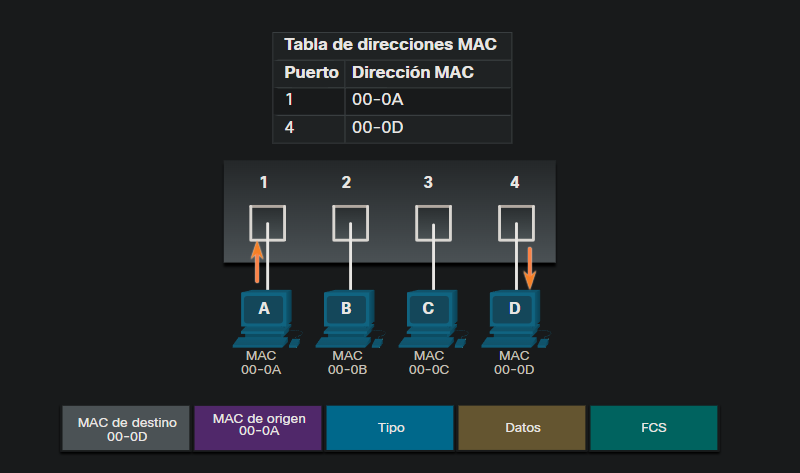 Tabla de direcciones MAC
Puerto Dirección MAC
1 00-0A
4 00-0D
1 2 3 4
A B C D
MAC MAC MAC MAC
00-0A 00-0B 00-0C 00-0D
MAC de destino
00-0D
MAC de origen
00-0A
Tipo
Datos
FCS